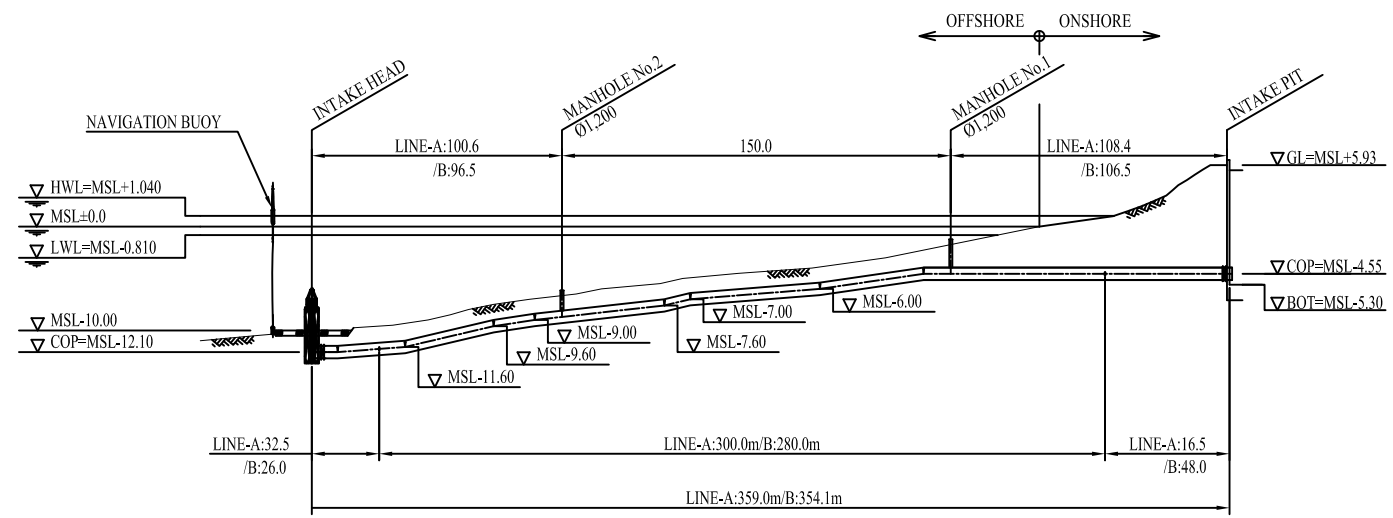 OFFSHORE
ONSHORE
INTAKE HEAD
MANHOLE No.2
Ø1,200
MANHOLE No.1
Ø1,200
INTAKE PIT
NAVIGATION BUOY
LINE-A:100.6
/B:96.5
150.0
LINE-A:108.4
/B:106.5
GL=MSL+5.93
HWL=MSL+1.040
MSL±0.0
LWL=MSL-0.810
COP=MSL-4.55
BOT=MSL-5.30
MSL-10.00
COP=MSL-12.10
MSL-6.00
MSL-7.00
MSL-7.60
MSL-9.00
MSL-9.60
MSL-11.60
LINE-A:32.5
/B:26.0
LINE-A:300.0m/B:280.0m
LINE-A:16.5
/B:48.0
LINE-A:359.0m/B:354.1m